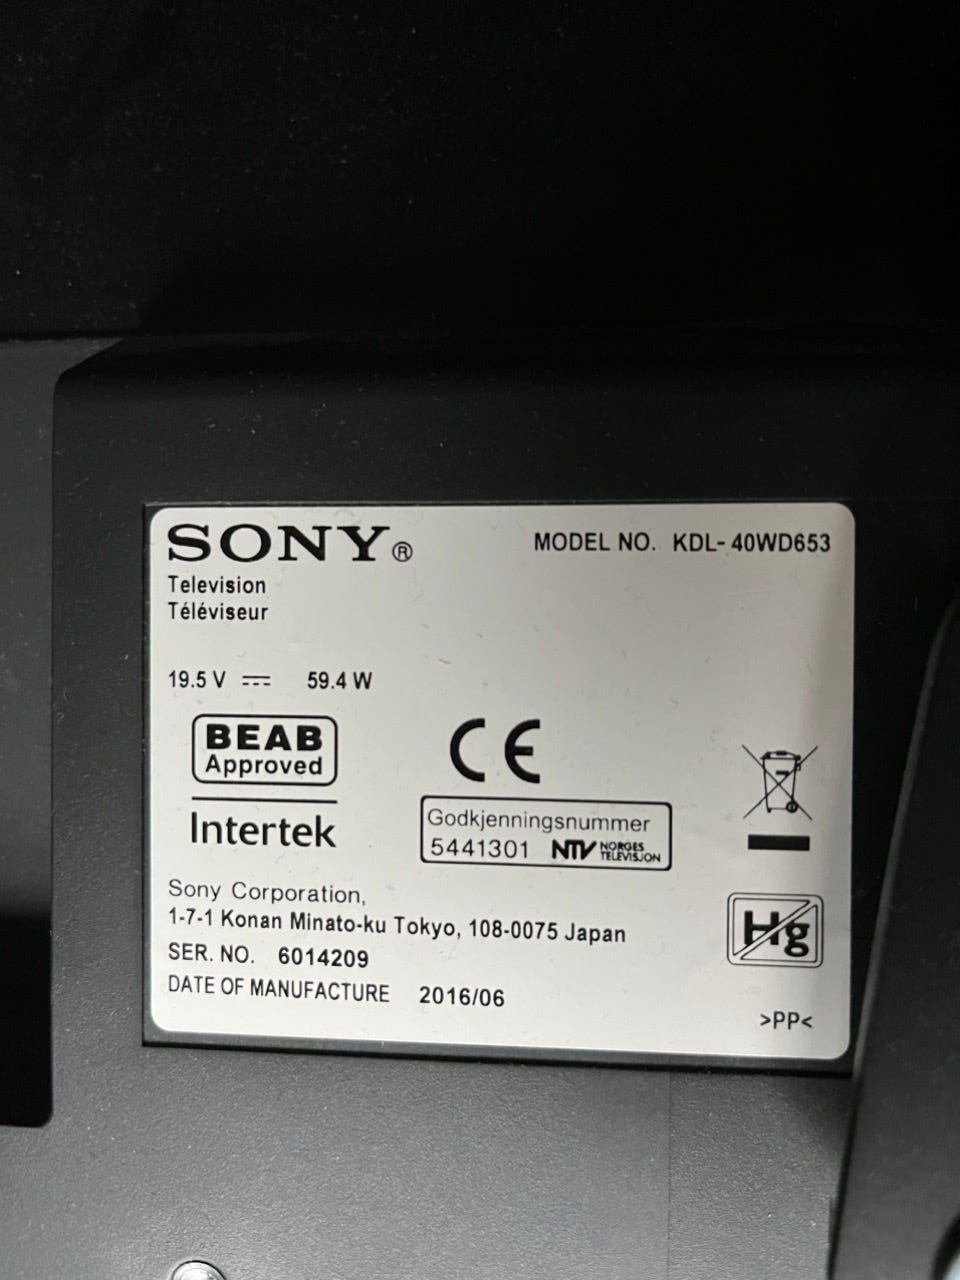 SONY® MODEL NO. KDL-40WD653
Television
Téléviseur
19.5 V ⎓ 59.4 W
BEAB
Approved
Intertek
CE
Godkjenningsnummer
5441301 NTV NORGES TELEVISJON
Sony Corporation,
1-7-1 Konan Minato-ku Tokyo, 108-0075 Japan
Hg
SER. NO. 6014209
DATE OF MANUFACTURE 2016/06
>PP<